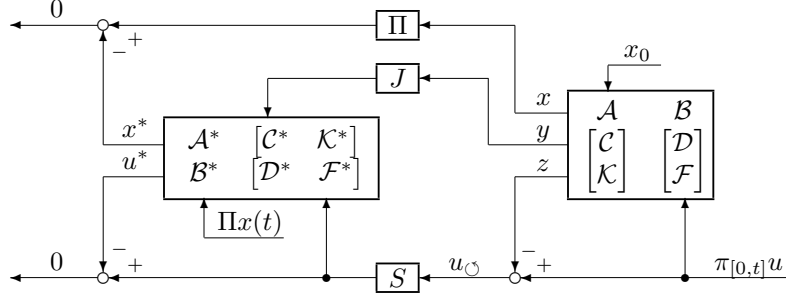 0 − + Π
x₀
J
x 𝒜 ℬ
x* 𝒜* [𝒞* 𝒦*] y [𝒞 [𝒟
u* ℬ* [𝒟* ℱ*] z 𝒦] ℱ]
Πx(t)
0 − + S u↺ − + π[0,t]u